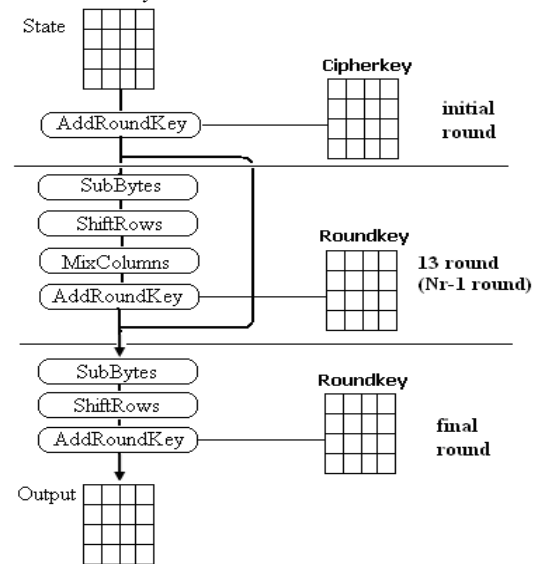 State
Cipherkey
AddRoundKey
initial
round
SubBytes
ShiftRows
MixColumns
AddRoundKey
Roundkey
13 round
(Nr-1 round)
SubBytes
ShiftRows
AddRoundKey
Roundkey
final
round
Output